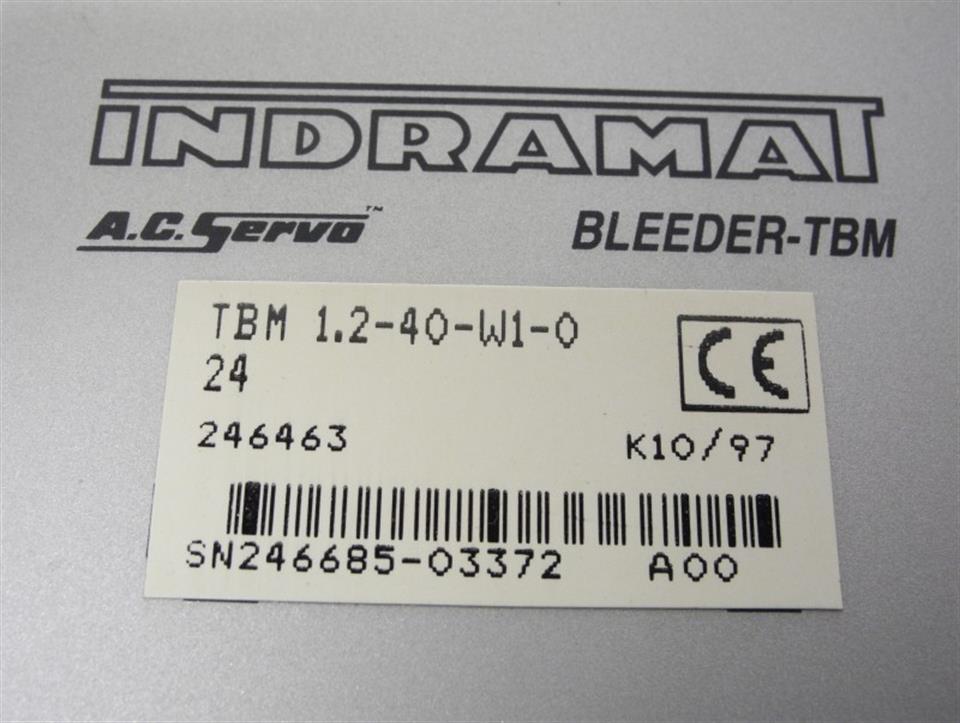 INDRAMAT
A.C. Servo™ BLEEDER-TBM
TBM 1.2-40-W1-0
24 CE
246463 K10/97
SN246685-03372 A00